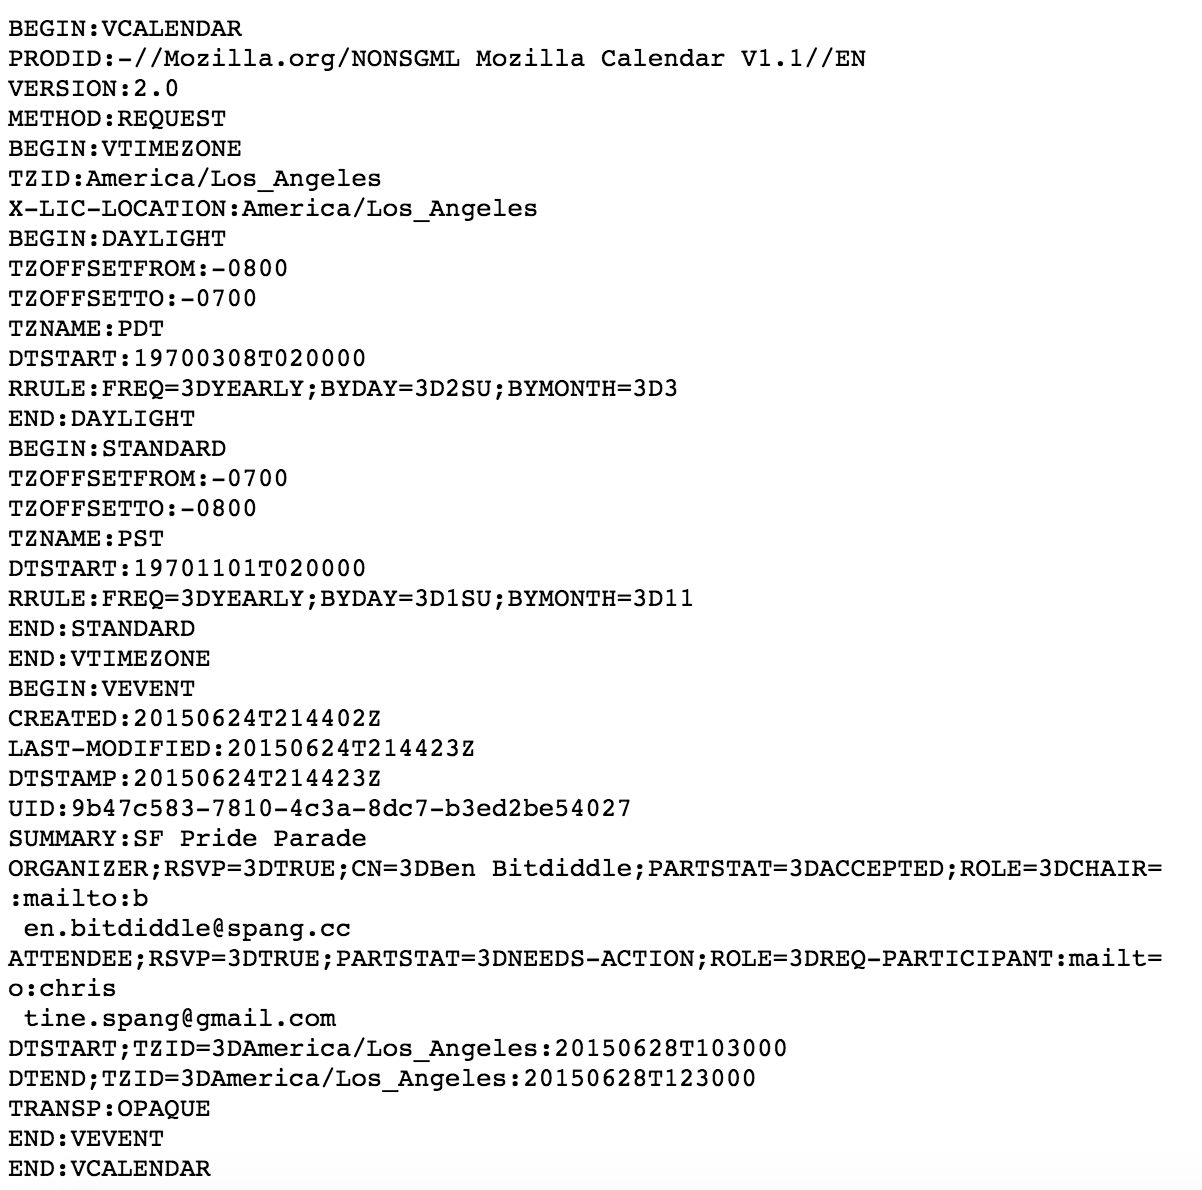 BEGIN:VCALENDAR
PRODID:-//Mozilla.org/NONSGML Mozilla Calendar V1.1//EN
VERSION:2.0
METHOD:REQUEST
BEGIN:VTIMEZONE
TZID:America/Los_Angeles
X-LIC-LOCATION:America/Los_Angeles
BEGIN:DAYLIGHT
TZOFFSETFROM:-0800
TZOFFSETTO:-0700
TZNAME:PDT
DTSTART:19700308T020000
RRULE:FREQ=3DYEARLY;BYDAY=3D2SU;BYMONTH=3D3
END:DAYLIGHT
BEGIN:STANDARD
TZOFFSETFROM:-0700
TZOFFSETTO:-0800
TZNAME:PST
DTSTART:19701101T020000
RRULE:FREQ=3DYEARLY;BYDAY=3D1SU;BYMONTH=3D11
END:STANDARD
END:VTIMEZONE
BEGIN:VEVENT
CREATED:20150624T214402Z
LAST-MODIFIED:20150624T214423Z
DTSTAMP:20150624T214423Z
UID:9b47c583-7810-4c3a-8dc7-b3ed2be54027
SUMMARY:SF Pride Parade
ORGANIZER;RSVP=3DTRUE;CN=3DBen Bitdiddle;PARTSTAT=3DACCEPTED;ROLE=3DCHAIR=
:mailto:b
 en.bitdiddle@spang.cc
ATTENDEE;RSVP=3DTRUE;PARTSTAT=3DNEEDS-ACTION;ROLE=3DREQ-PARTICIPANT:mailt=
o:chris
 tine.spang@gmail.com
DTSTART;TZID=3DAmerica/Los_Angeles:20150628T103000
DTEND;TZID=3DAmerica/Los_Angeles:20150628T123000
TRANSP:OPAQUE
END:VEVENT
END:VCALENDAR